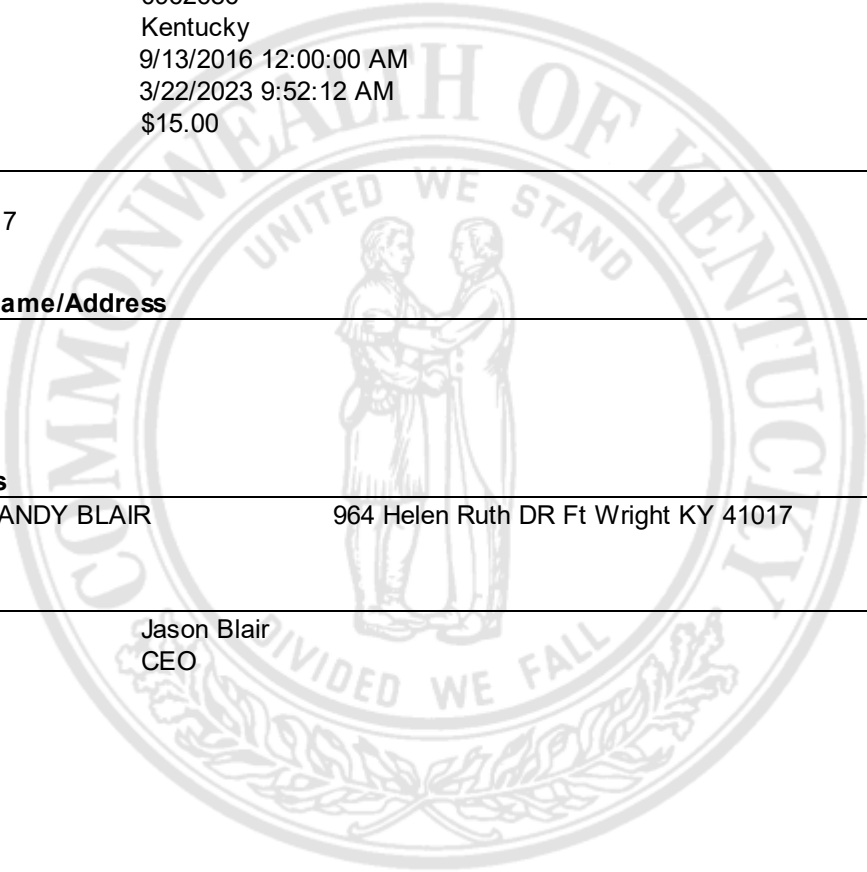 Kentucky
9/13/2016 12:00:00 AM
3/22/2023 9:52:12 AM
$15.00
7
ame/Address
s
ANDY BLAIR 964 Helen Ruth DR Ft Wright KY 41017
Jason Blair
CEO
COMMONWEALTH OF KENTUCKY
UNITED WE STAND
DIVIDED WE FALL